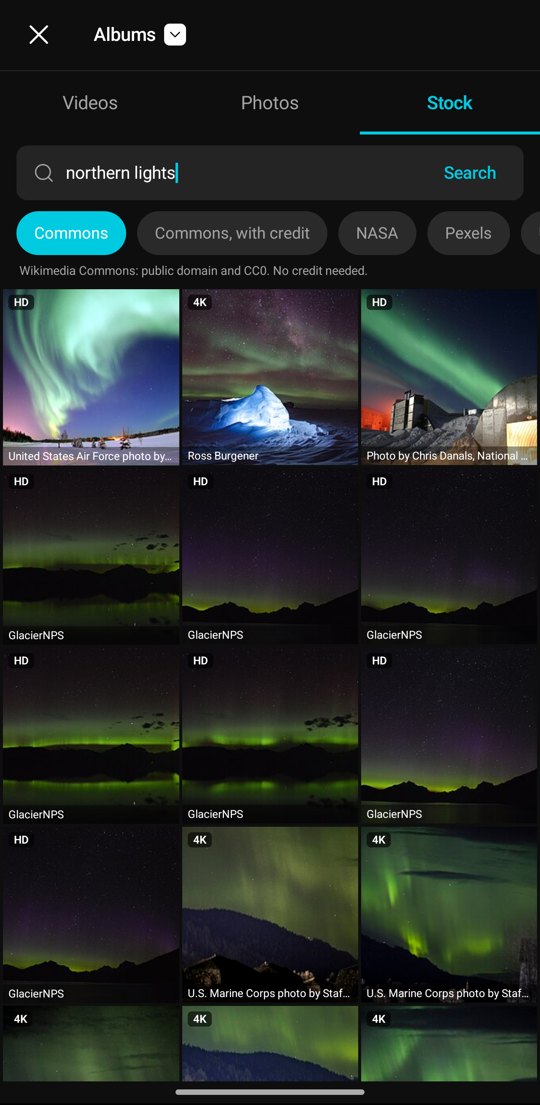 Albums
Videos
Photos
Stock
northern lights
Search
Commons
Commons, with credit
NASA
Pexels
Wikimedia Commons: public domain and CC0. No credit needed.
HD
4K
HD
United States Air Force photo by...
Ross Burgener
Photo by Chris Danals, National ...
HD
HD
HD
GlacierNPS
GlacierNPS
GlacierNPS
HD
HD
HD
GlacierNPS
GlacierNPS
GlacierNPS
HD
4K
4K
GlacierNPS
U.S. Marine Corps photo by Staf...
U.S. Marine Corps photo by Staf...
4K
4K
4K